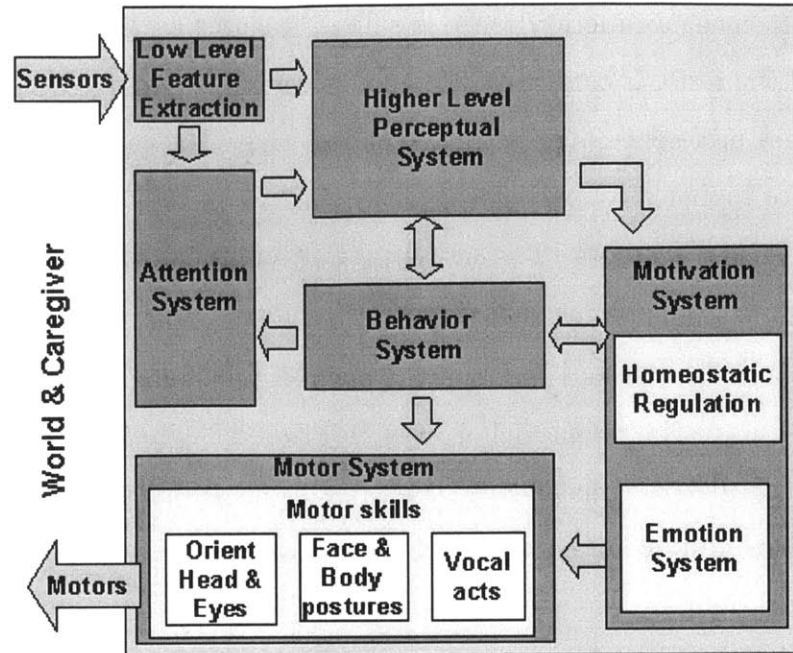 Sensors
Low Level
Feature
Extraction
Higher Level
Perceptual
System
Attention
System
Behavior
System
Motivation
System
Homeostatic
Regulation
Emotion
System
World & Caregiver
Motor System
Motor skills
Orient
Head &
Eyes
Face &
Body
postures
Vocal
acts
Motors